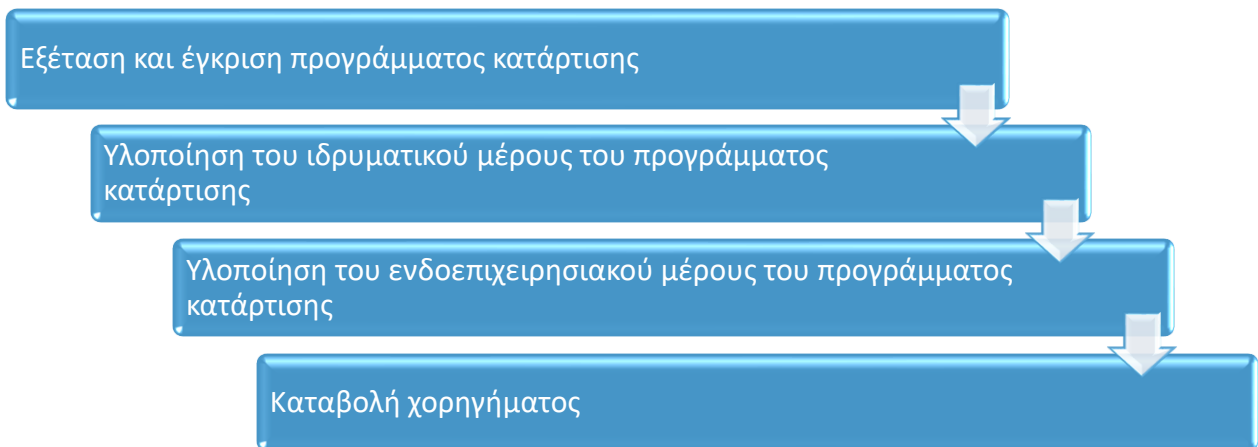 Εξέταση και έγκριση προγράμματος κατάρτισης
Υλοποίηση του ιδρυματικού μέρους του προγράμματος
κατάρτισης
Υλοποίηση του ενδοεπιχειρησιακού μέρους του προγράμματος
κατάρτισης
Καταβολή χορηγήματος